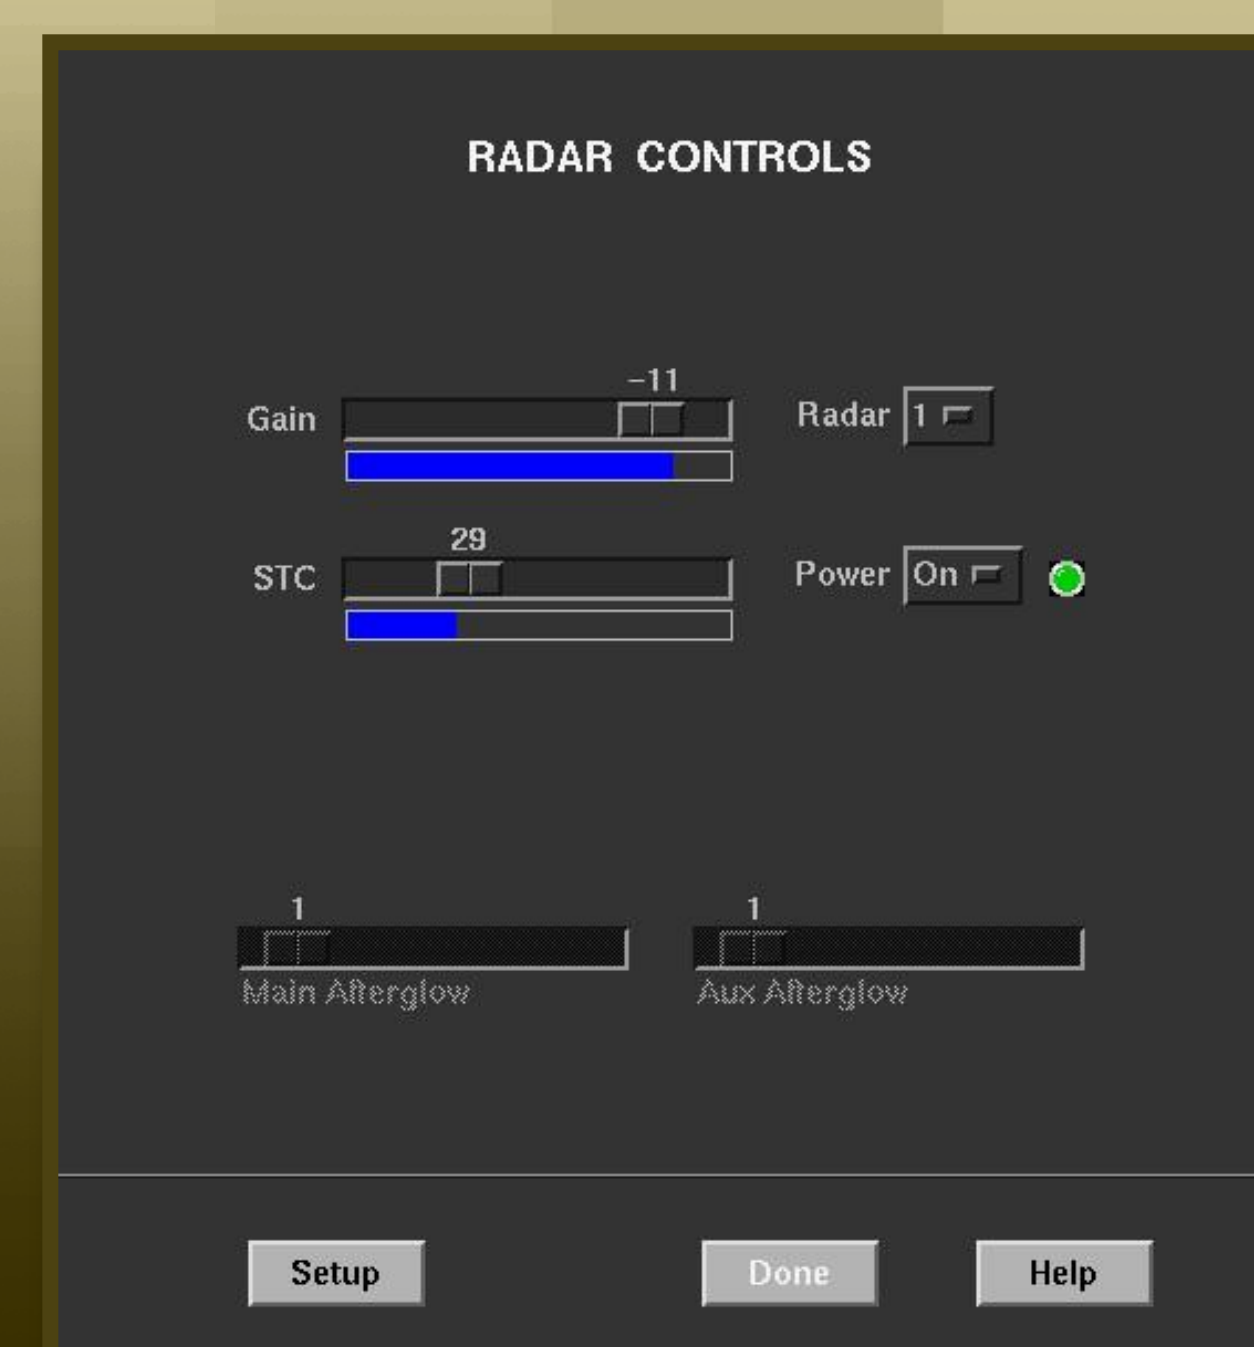 RADAR CONTROLS
-11
Gain
Radar 1
29
STC
Power On
1
1
Main Afterglow
Aux Afterglow
Setup
Done
Help